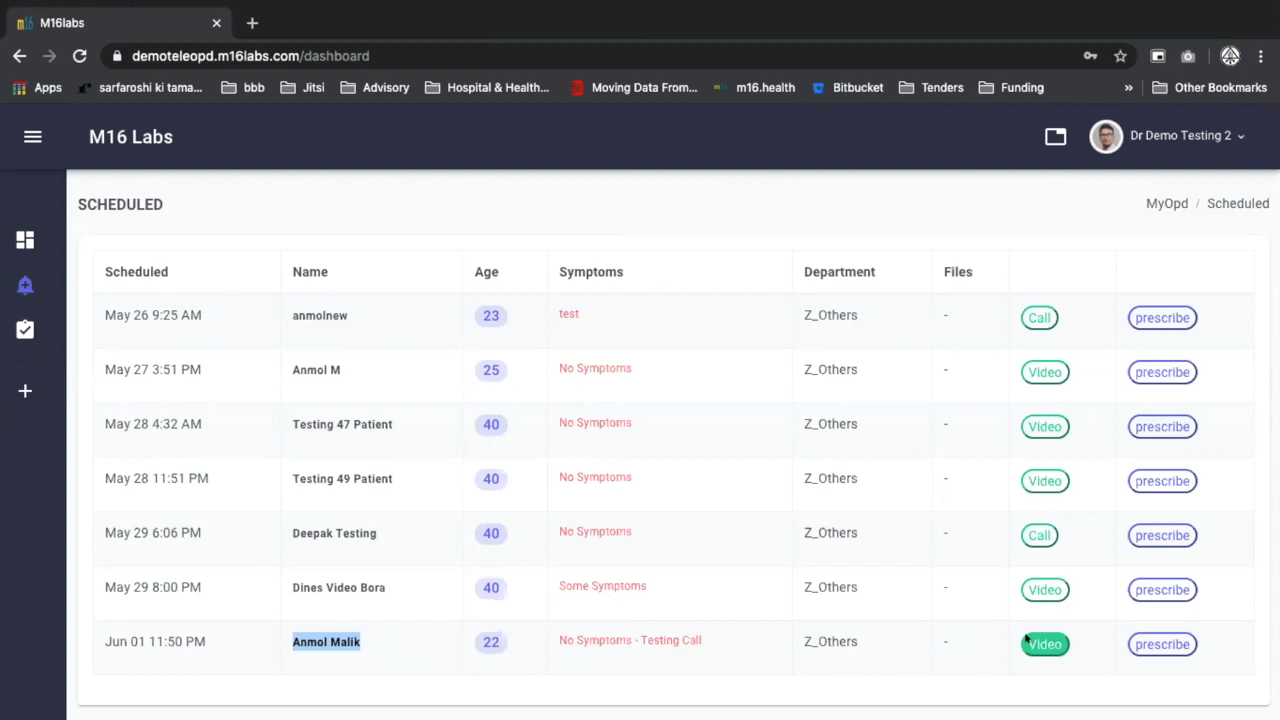 M16labs
demoteleopd.m16labs.com/dashboard
Apps sarfaroshi ki tama... bbb Jitsi Advisory Hospital & Health... Moving Data From... m16.health Bitbucket Tenders Funding » Other Bookmarks
M16 Labs Dr Demo Testing 2
SCHEDULED MyOpd / Scheduled
Scheduled Name Age Symptoms Department Files
May 26 9:25 AM anmolnew 23 test Z_Others - Call prescribe
May 27 3:51 PM Anmol M 25 No Symptoms Z_Others - Video prescribe
May 28 4:32 AM Testing 47 Patient 40 No Symptoms Z_Others - Video prescribe
May 28 11:51 PM Testing 49 Patient 40 No Symptoms Z_Others - Video prescribe
May 29 6:06 PM Deepak Testing 40 No Symptoms Z_Others - Call prescribe
May 29 8:00 PM Dines Video Bora 40 Some Symptoms Z_Others - Video prescribe
Jun 01 11:50 PM Anmol Malik 22 No Symptoms - Testing Call Z_Others - Video prescribe